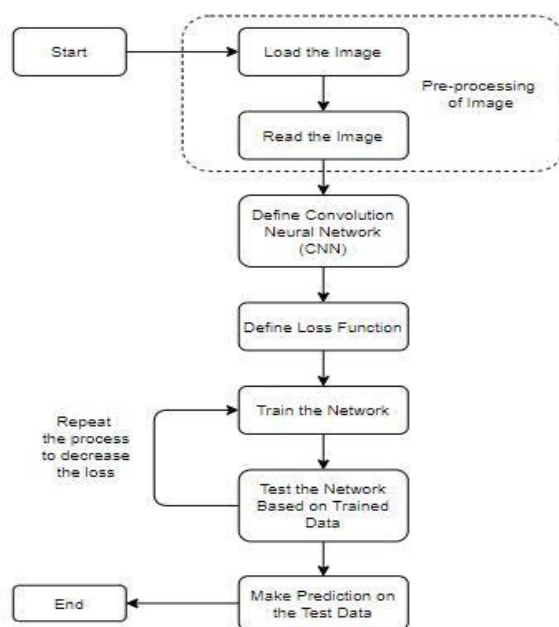 Start
Load the Image
Pre-processing
of Image
Read the Image
Define Convolution
Neural Network
(CNN)
Define Loss Function
Train the Network
Repeat
the process
to decrease
the loss
Test the Network
Based on Trained
Data
Make Prediction on
the Test Data
End